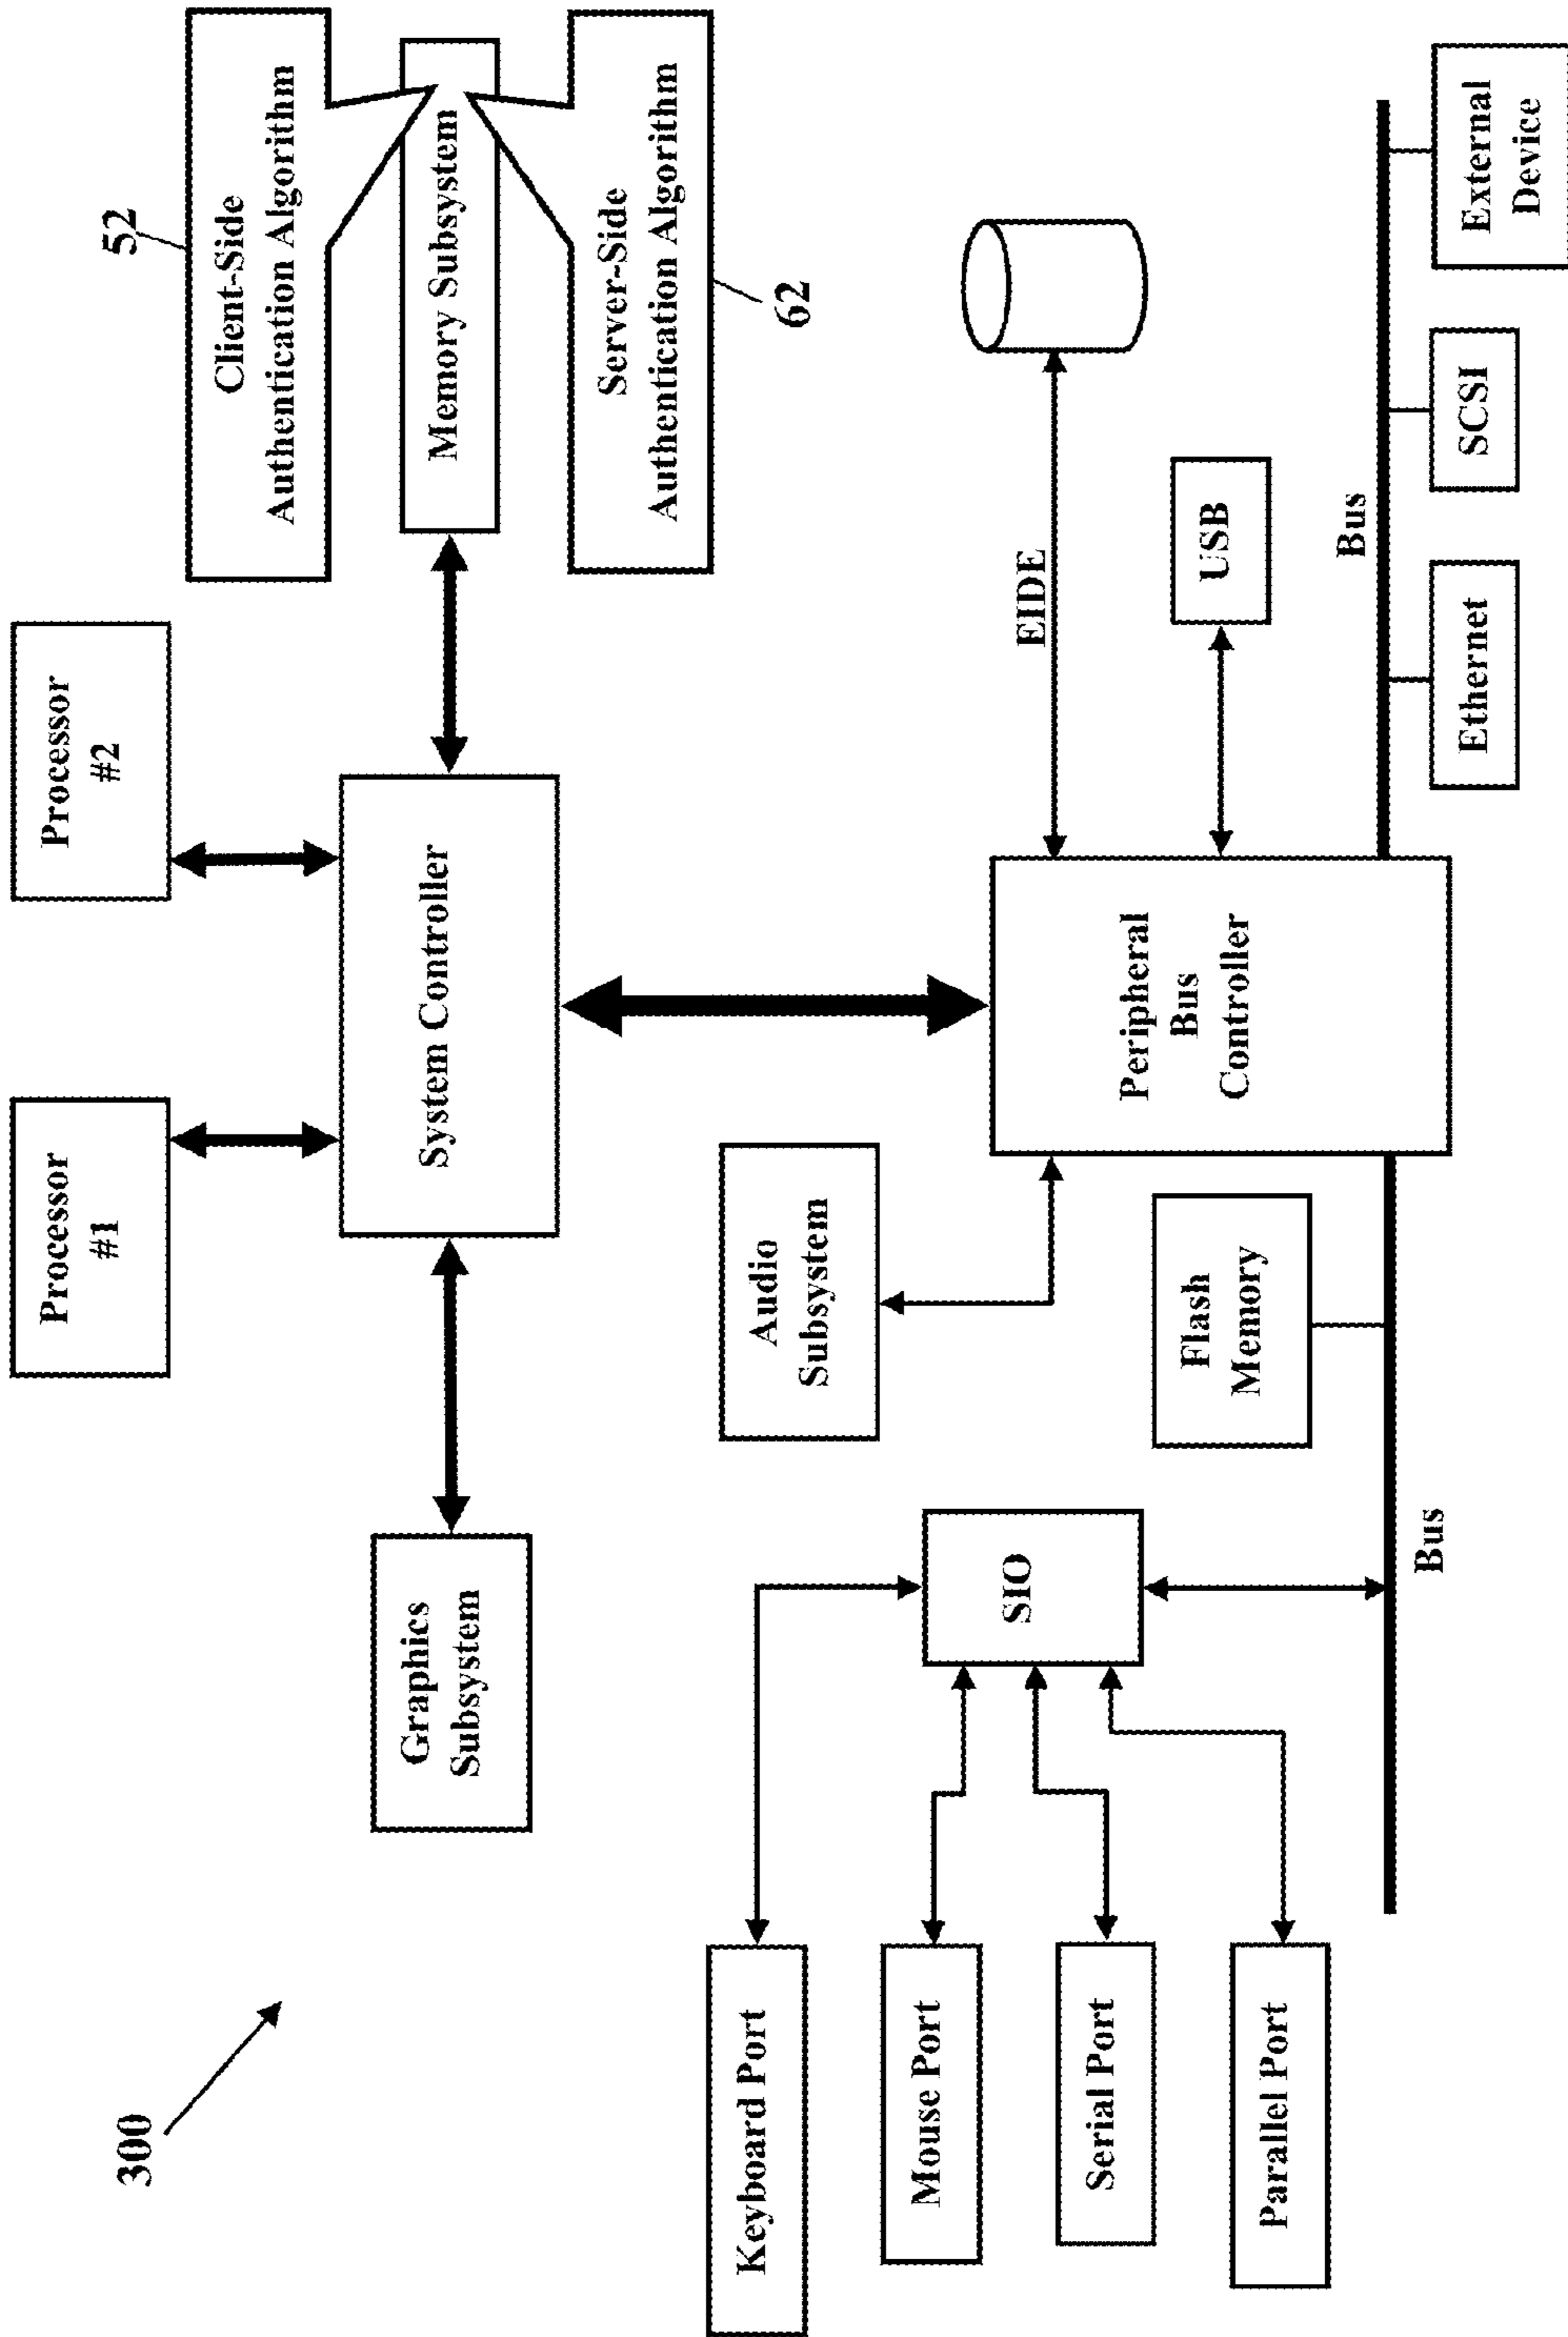 300
Processor
#1
Processor
#2
52
Client-Side
Authentication Algorithm
Graphics
Subsystem
System Controller
Memory Subsystem
Server-Side
Authentication Algorithm
62
Keyboard Port
Audio
Subsystem
Mouse Port
SIO
EIDE
Serial Port
Peripheral
Bus
Controller
Flash
Memory
USB
Parallel Port
Bus
Bus
Ethernet
SCSI
External
Device